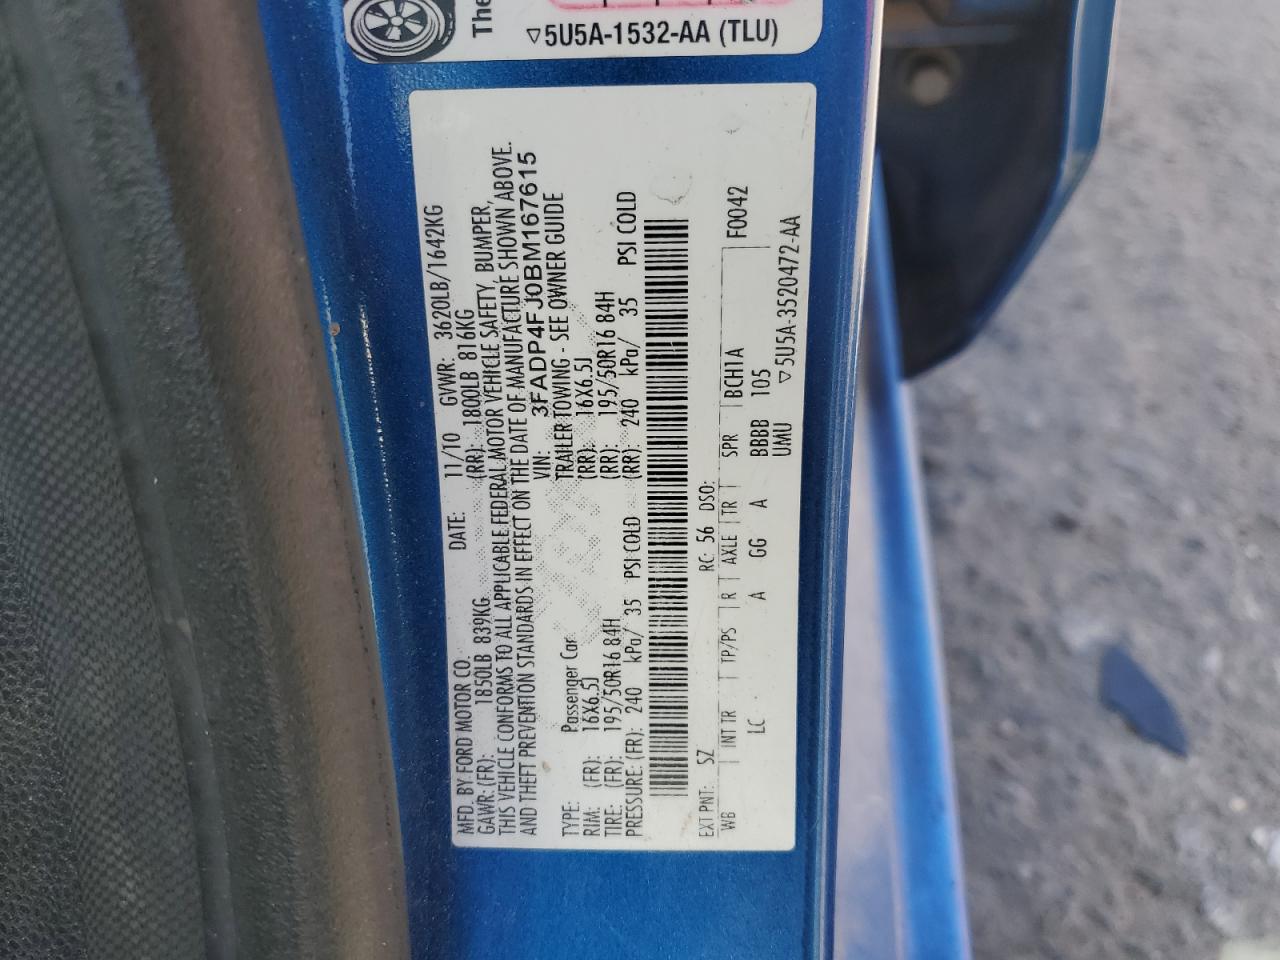 The
▽5U5A-1532-AA (TLU)
MFD. BY FORD MOTOR CO. DATE: 11/10 GVWR: 3620LB/1642KG
GAWR: (FR): 1850LB 839KG (RR): 1800LB 816KG
THIS VEHICLE CONFORMS TO ALL APPLICABLE FEDERAL MOTOR VEHICLE SAFETY, BUMPER,
AND THEFT PREVENTION STANDARDS IN EFFECT ON THE DATE OF MANUFACTURE SHOWN ABOVE.
VIN: 3FADP4FJ0BM167615
TYPE: Passenger Car TRAILER TOWING - SEE OWNER GUIDE
RIM: (FR): 16X6.5J (RR): 16X6.5J
TIRE: (FR): 195/50R16 84H (RR): 195/50R16 84H
PRESSURE: (FR): 240 kPa/ 35 PSI COLD (RR): 240 kPa/ 35 PSI COLD
EXT PNT: SZ RC: 56 DSO: F0042
WB INT TR TP/PS R AXLE TR SPR BCH1A
LC A GG A BBBB 105
UMU
▽5U5A-3520472-AA